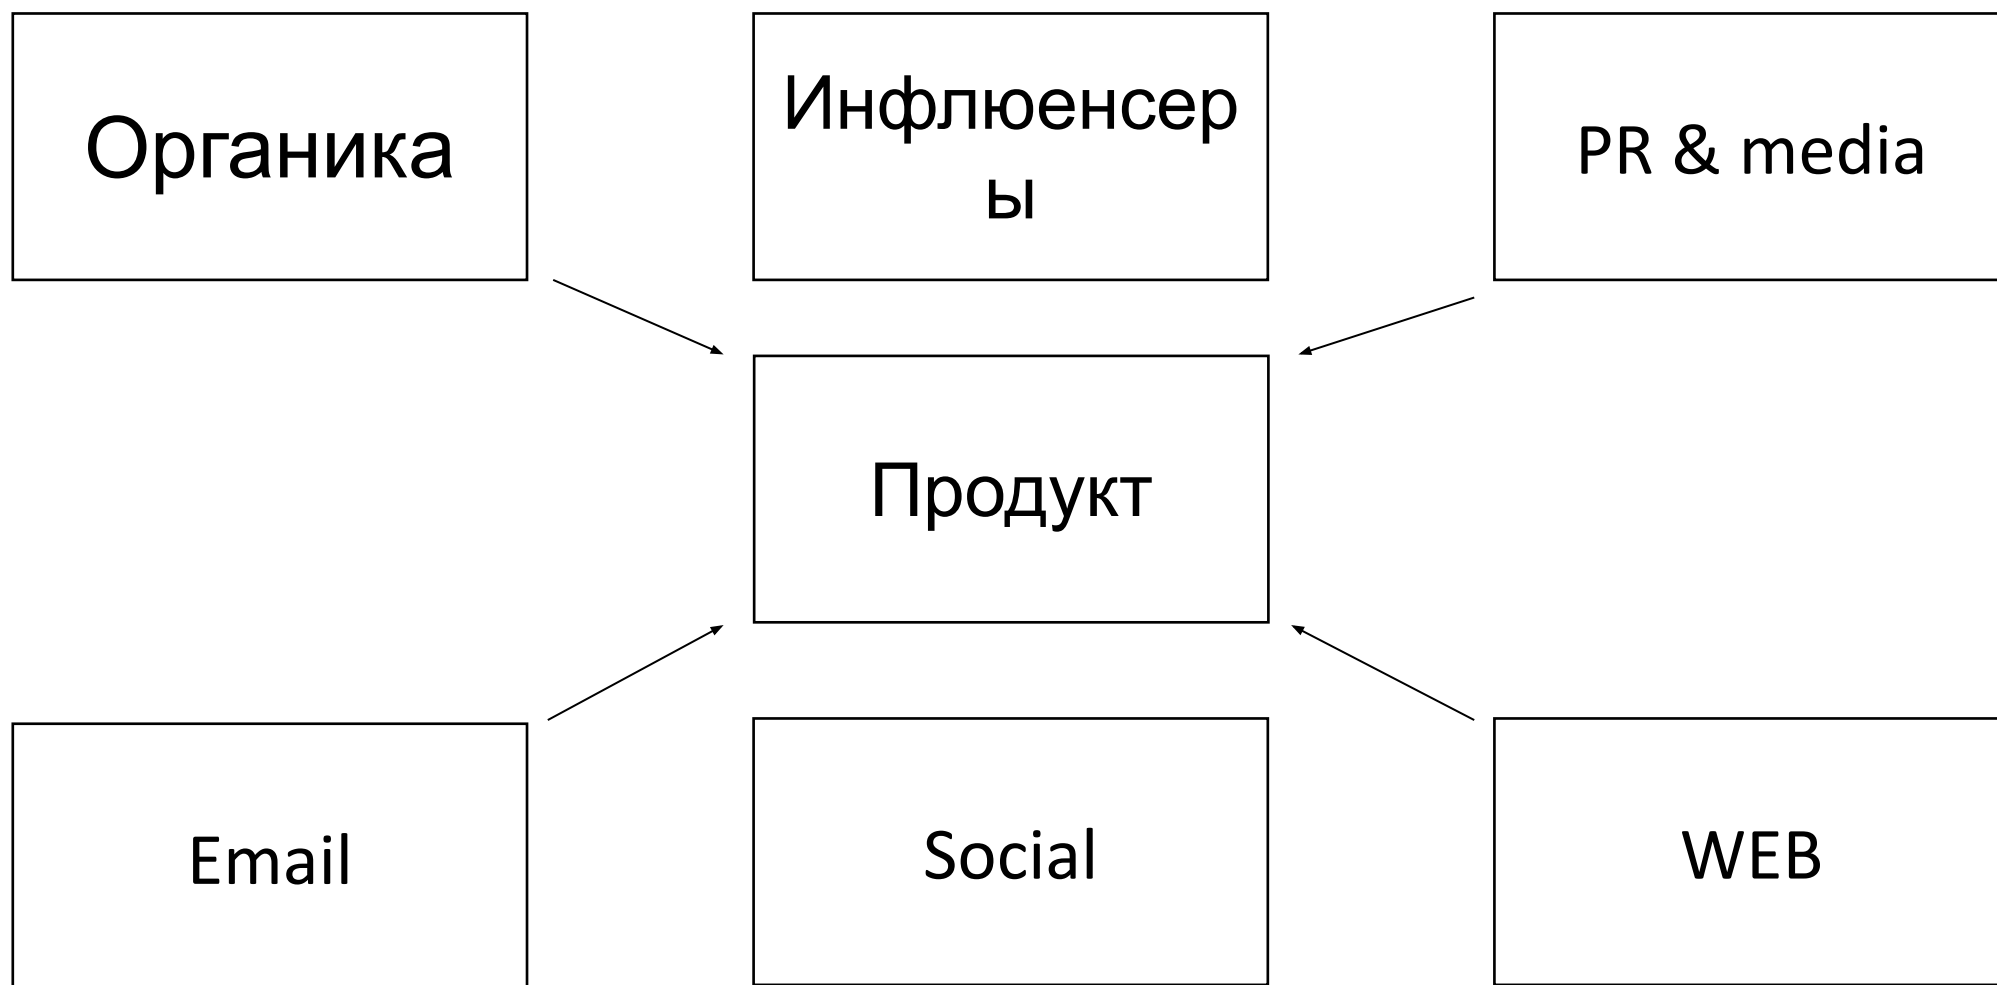 Органика
Инфлюенсер
ы
PR & media
Продукт
Email
Social
WEB